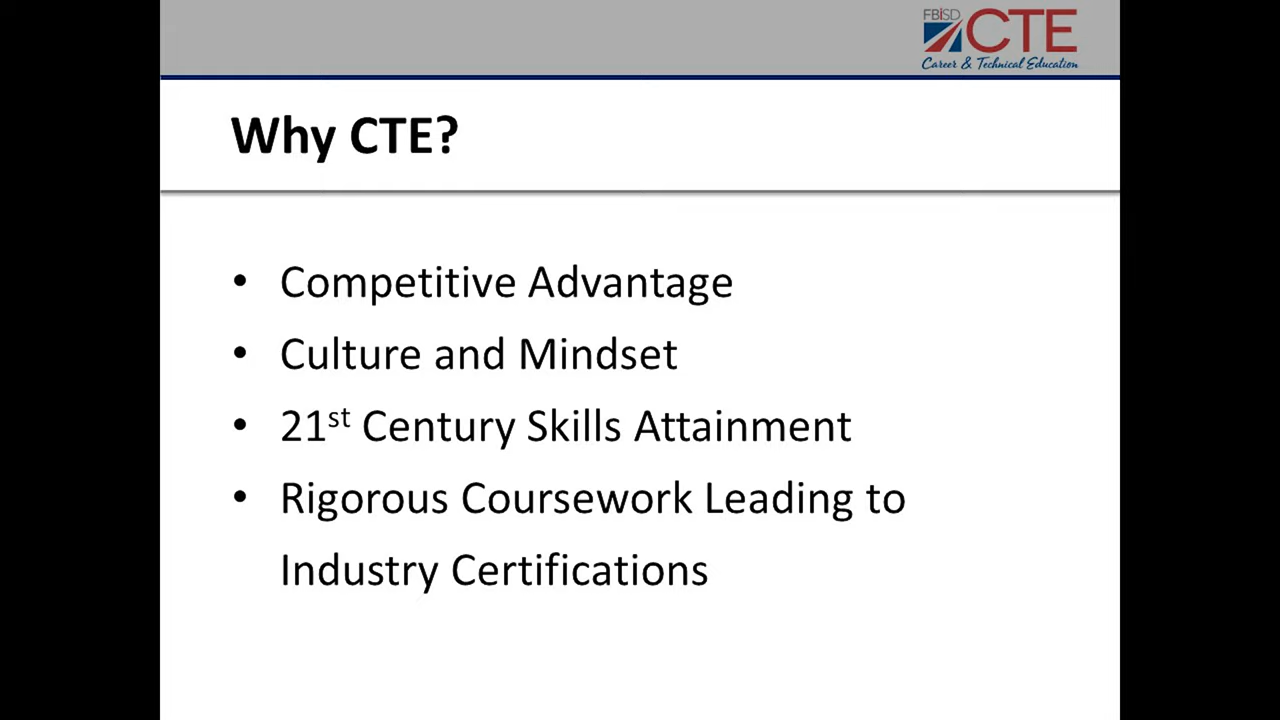 FBISD
CTE
Career & Technical Education
Why CTE?
• Competitive Advantage
• Culture and Mindset
• 21st Century Skills Attainment
• Rigorous Coursework Leading to
Industry Certifications